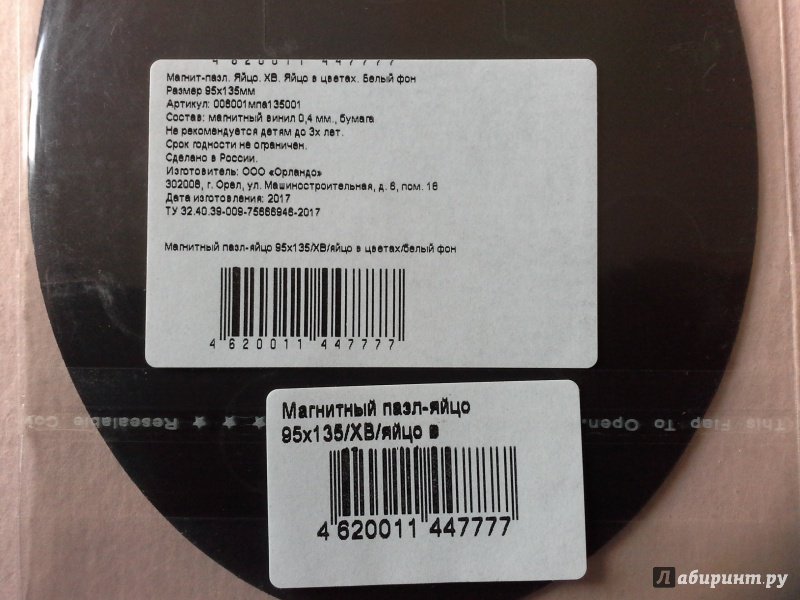 4 620011 447777
Магнит-пазл. Яйцо. ХВ. Яйцо в цветах. Белый фон
Размер 95х135мм
Артикул: 006001мпа135001
Состав: магнитный винил 0,4 мм., бумага
Не рекомендуется детям до 3х лет.
Срок годности не ограничен.
Сделано в России.
Изготовитель: ООО «Орландо»
302008, г. Орел, ул. Машиностроительная, д. 6, пом. 16
Дата изготовления: 2017
ТУ 32.40.39-009-75666946-2017
Магнитный пазл-яйцо 95х135/ХВ/яйцо в цветах/белый фон
4 620011 447777
This Flap To Open. ★ ★ ★ Resealable
Магнитный пазл-яйцо
95х135/ХВ/яйцо в
4 620011 447777
Лабиринт.ру